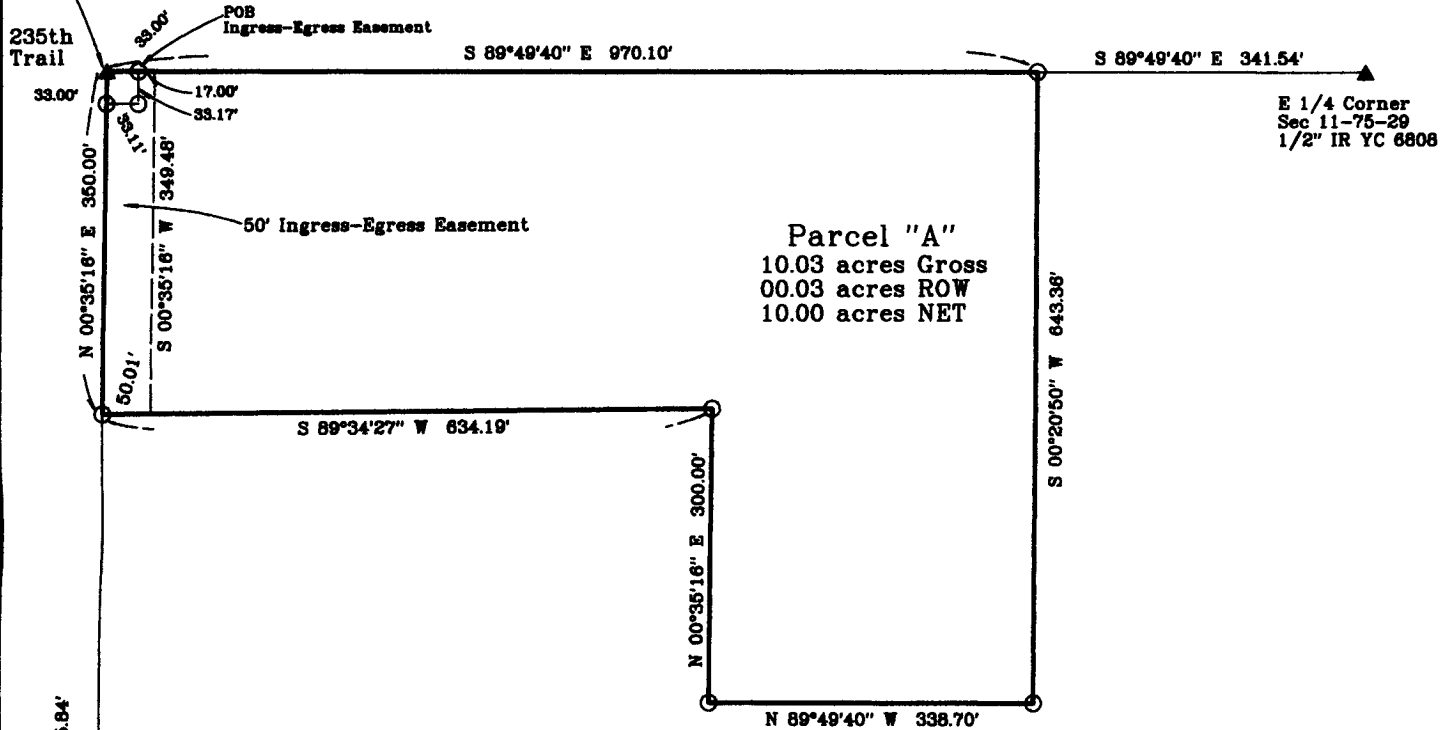 235th
Trail
33.00'
POB
Ingress-Egress Easement
S 89°49'40" E 970.10'
S 89°49'40" E 341.54'
33.00'
17.00'
33.17'
33.11'
E 1/4 Corner
Sec 11-75-29
1/2" IR YC 6808
N 00°35'16" E 350.00'
S 00°35'16" W 349.48'
50' Ingress-Egress Easement
Parcel "A"
10.03 acres Gross
00.03 acres ROW
10.00 acres NET
S 00°20'50" W 643.36'
50.01'
S 89°34'27" W 634.19'
N 00°35'16" E 300.00'
N 89°49'40" W 338.70'